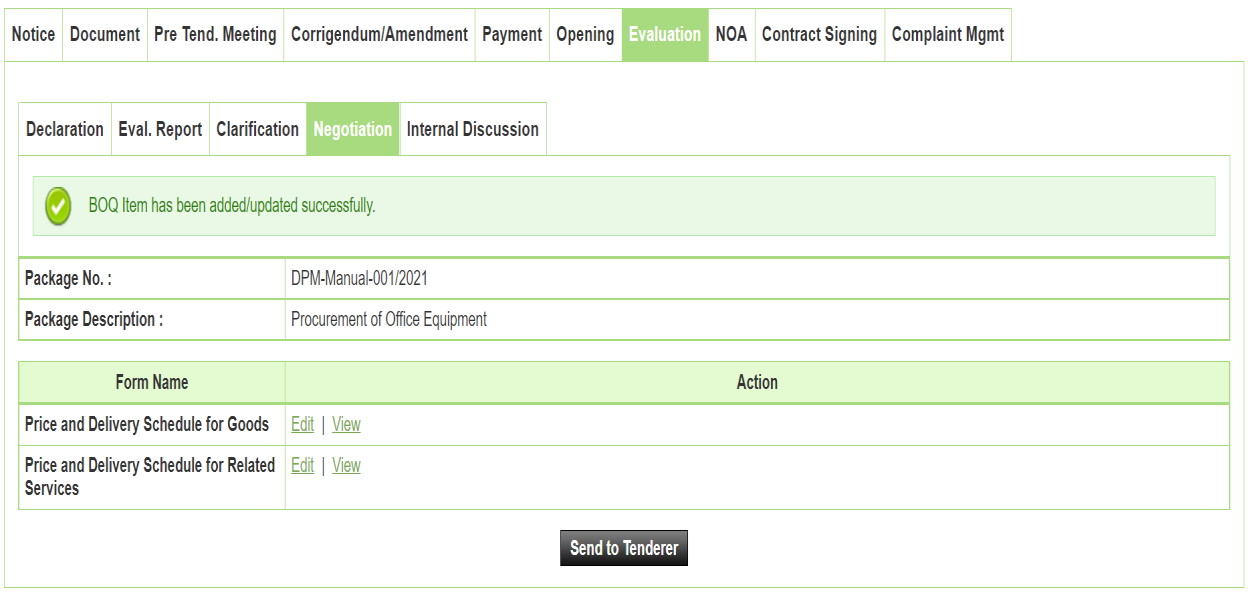 Notice Document Pre Tend. Meeting Corrigendum/Amendment Payment Opening Evaluation NOA Contract Signing Complaint Mgmt
Declaration Eval. Report Clarification Negotiation Internal Discussion
BOQ Item has been added/updated successfully.
Package No. : DPM-Manual-001/2021
Package Description : Procurement of Office Equipment
Form Name Action
Price and Delivery Schedule for Goods Edit | View
Price and Delivery Schedule for Related Edit | View
Services
Send to Tenderer